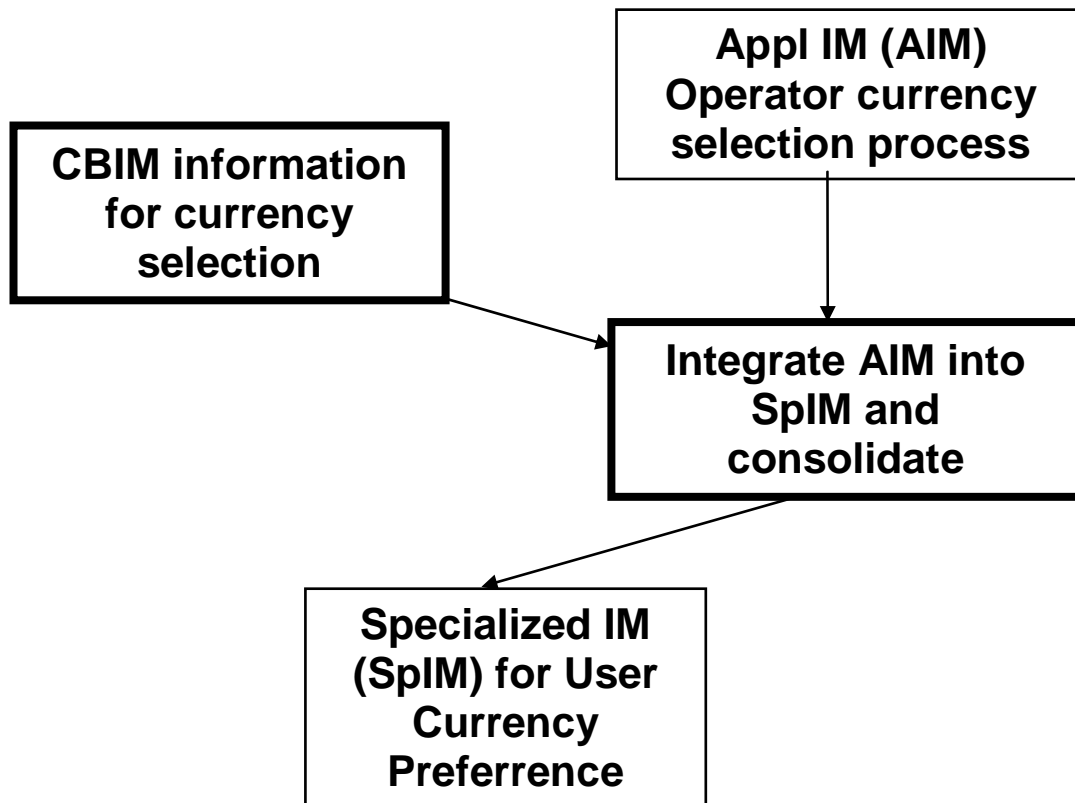 Appl IM (AIM)
Operator currency
selection process
CBIM information
for currency
selection
Integrate AIM into
SpIM and
consolidate
Specialized IM
(SpIM) for User
Currency
Preferrence